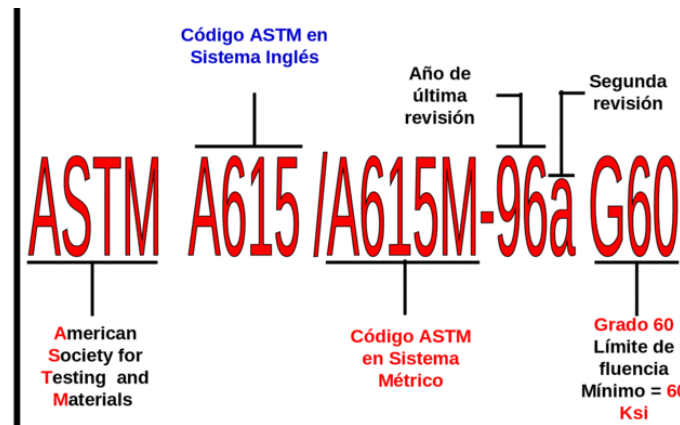 Código ASTM en
Sistema Inglés
Año de
última
revisión
Segunda
revisión
ASTM A615 /A615M-96a G60
American
Society for
Testing and
Materials
Código ASTM
en Sistema
Métrico
Grado 60
Límite de
fluencia
Mínimo = 60
Ksi